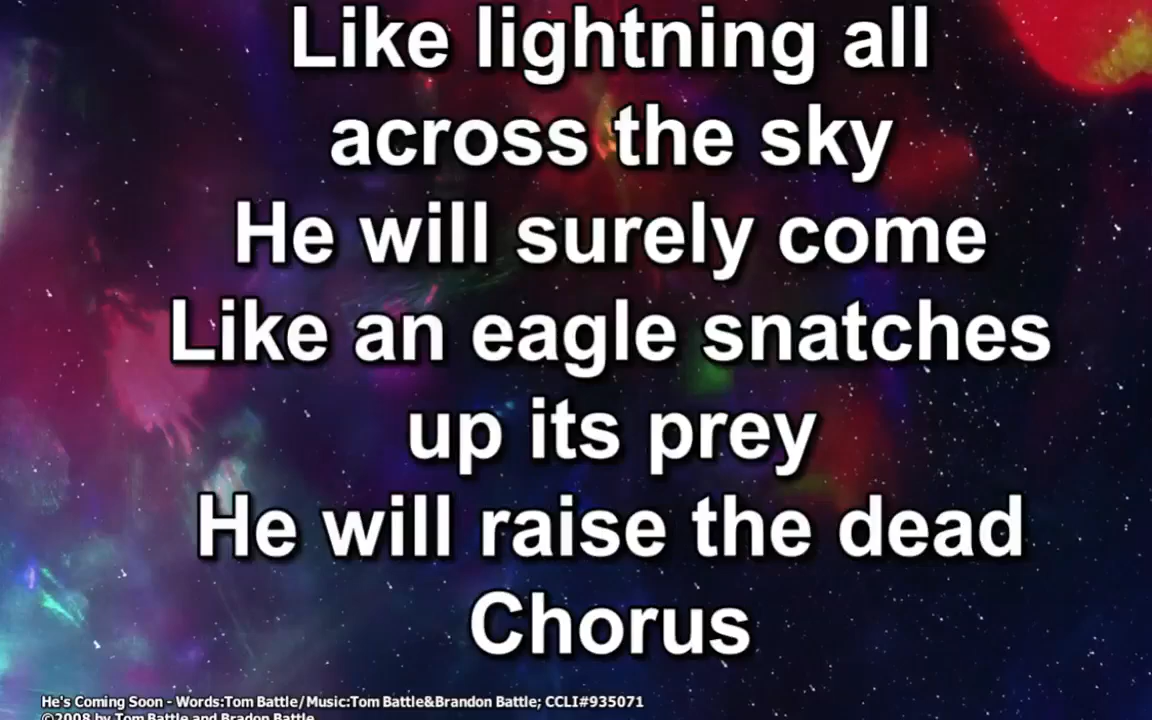 Like lightning all
across the sky
He will surely come
Like an eagle snatches
up its prey
He will raise the dead
Chorus
He's Coming Soon - Words:Tom Battle/Music:Tom Battle&Brandon Battle; CCLI#935071
©2008 by Tom Battle and Bradon Battle